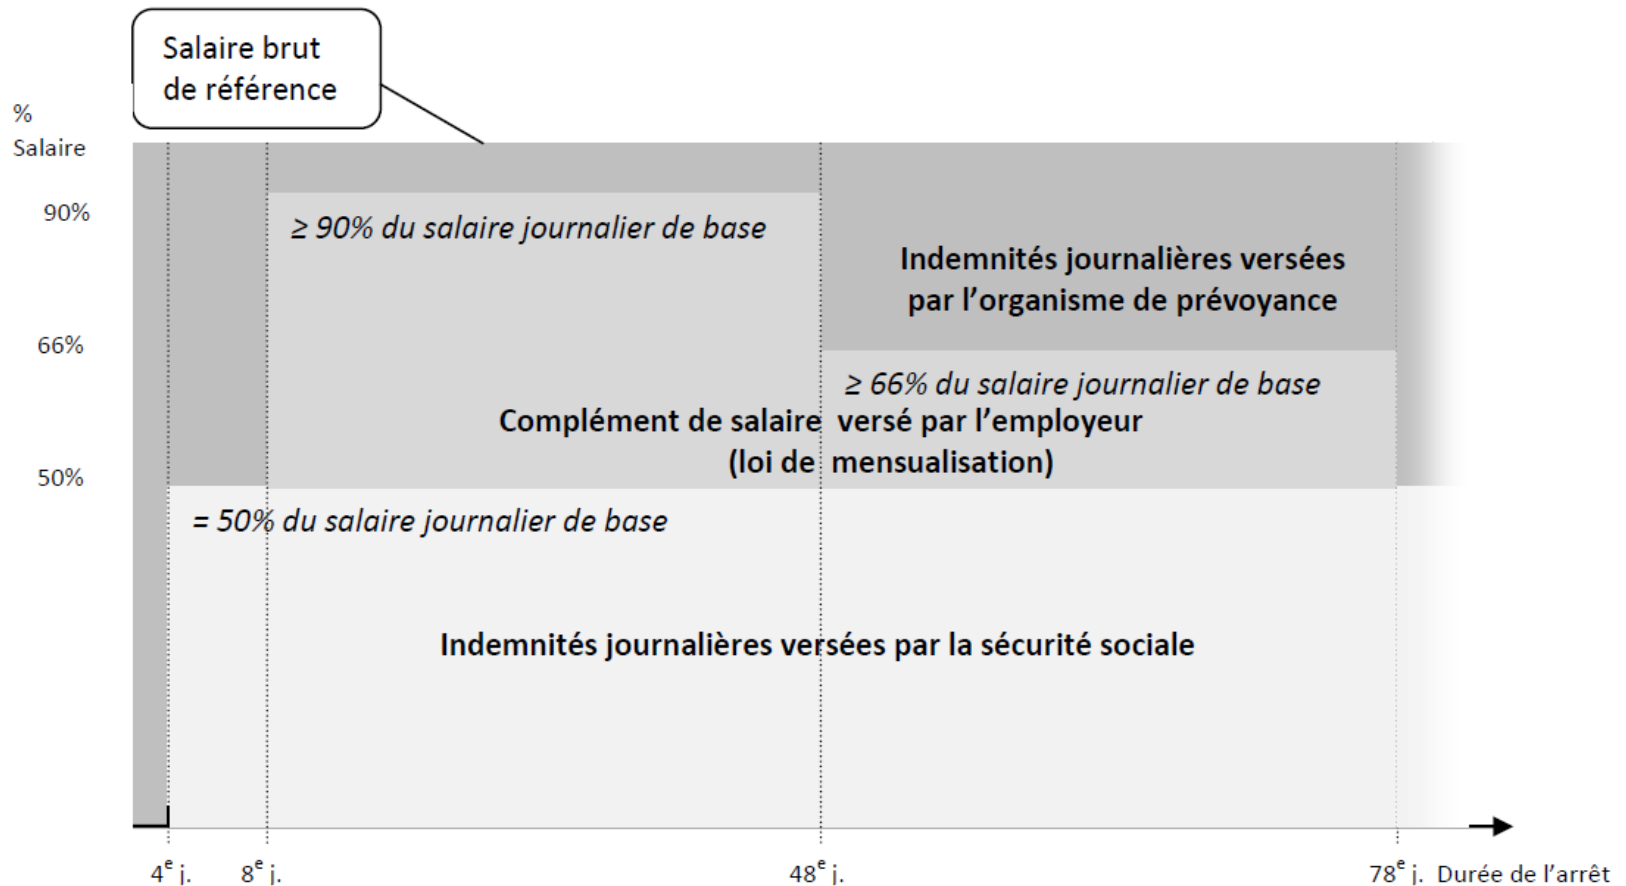 Salaire brut
de référence
%
Salaire
90%
≥ 90% du salaire journalier de base
Indemnités journalières versées
par l’organisme de prévoyance
66%
≥ 66% du salaire journalier de base
Complément de salaire versé par l’employeur
(loi de mensualisation)
50%
= 50% du salaire journalier de base
Indemnités journalières versées par la sécurité sociale
4e j. 8e j. 48e j. 78e j. Durée de l’arrêt